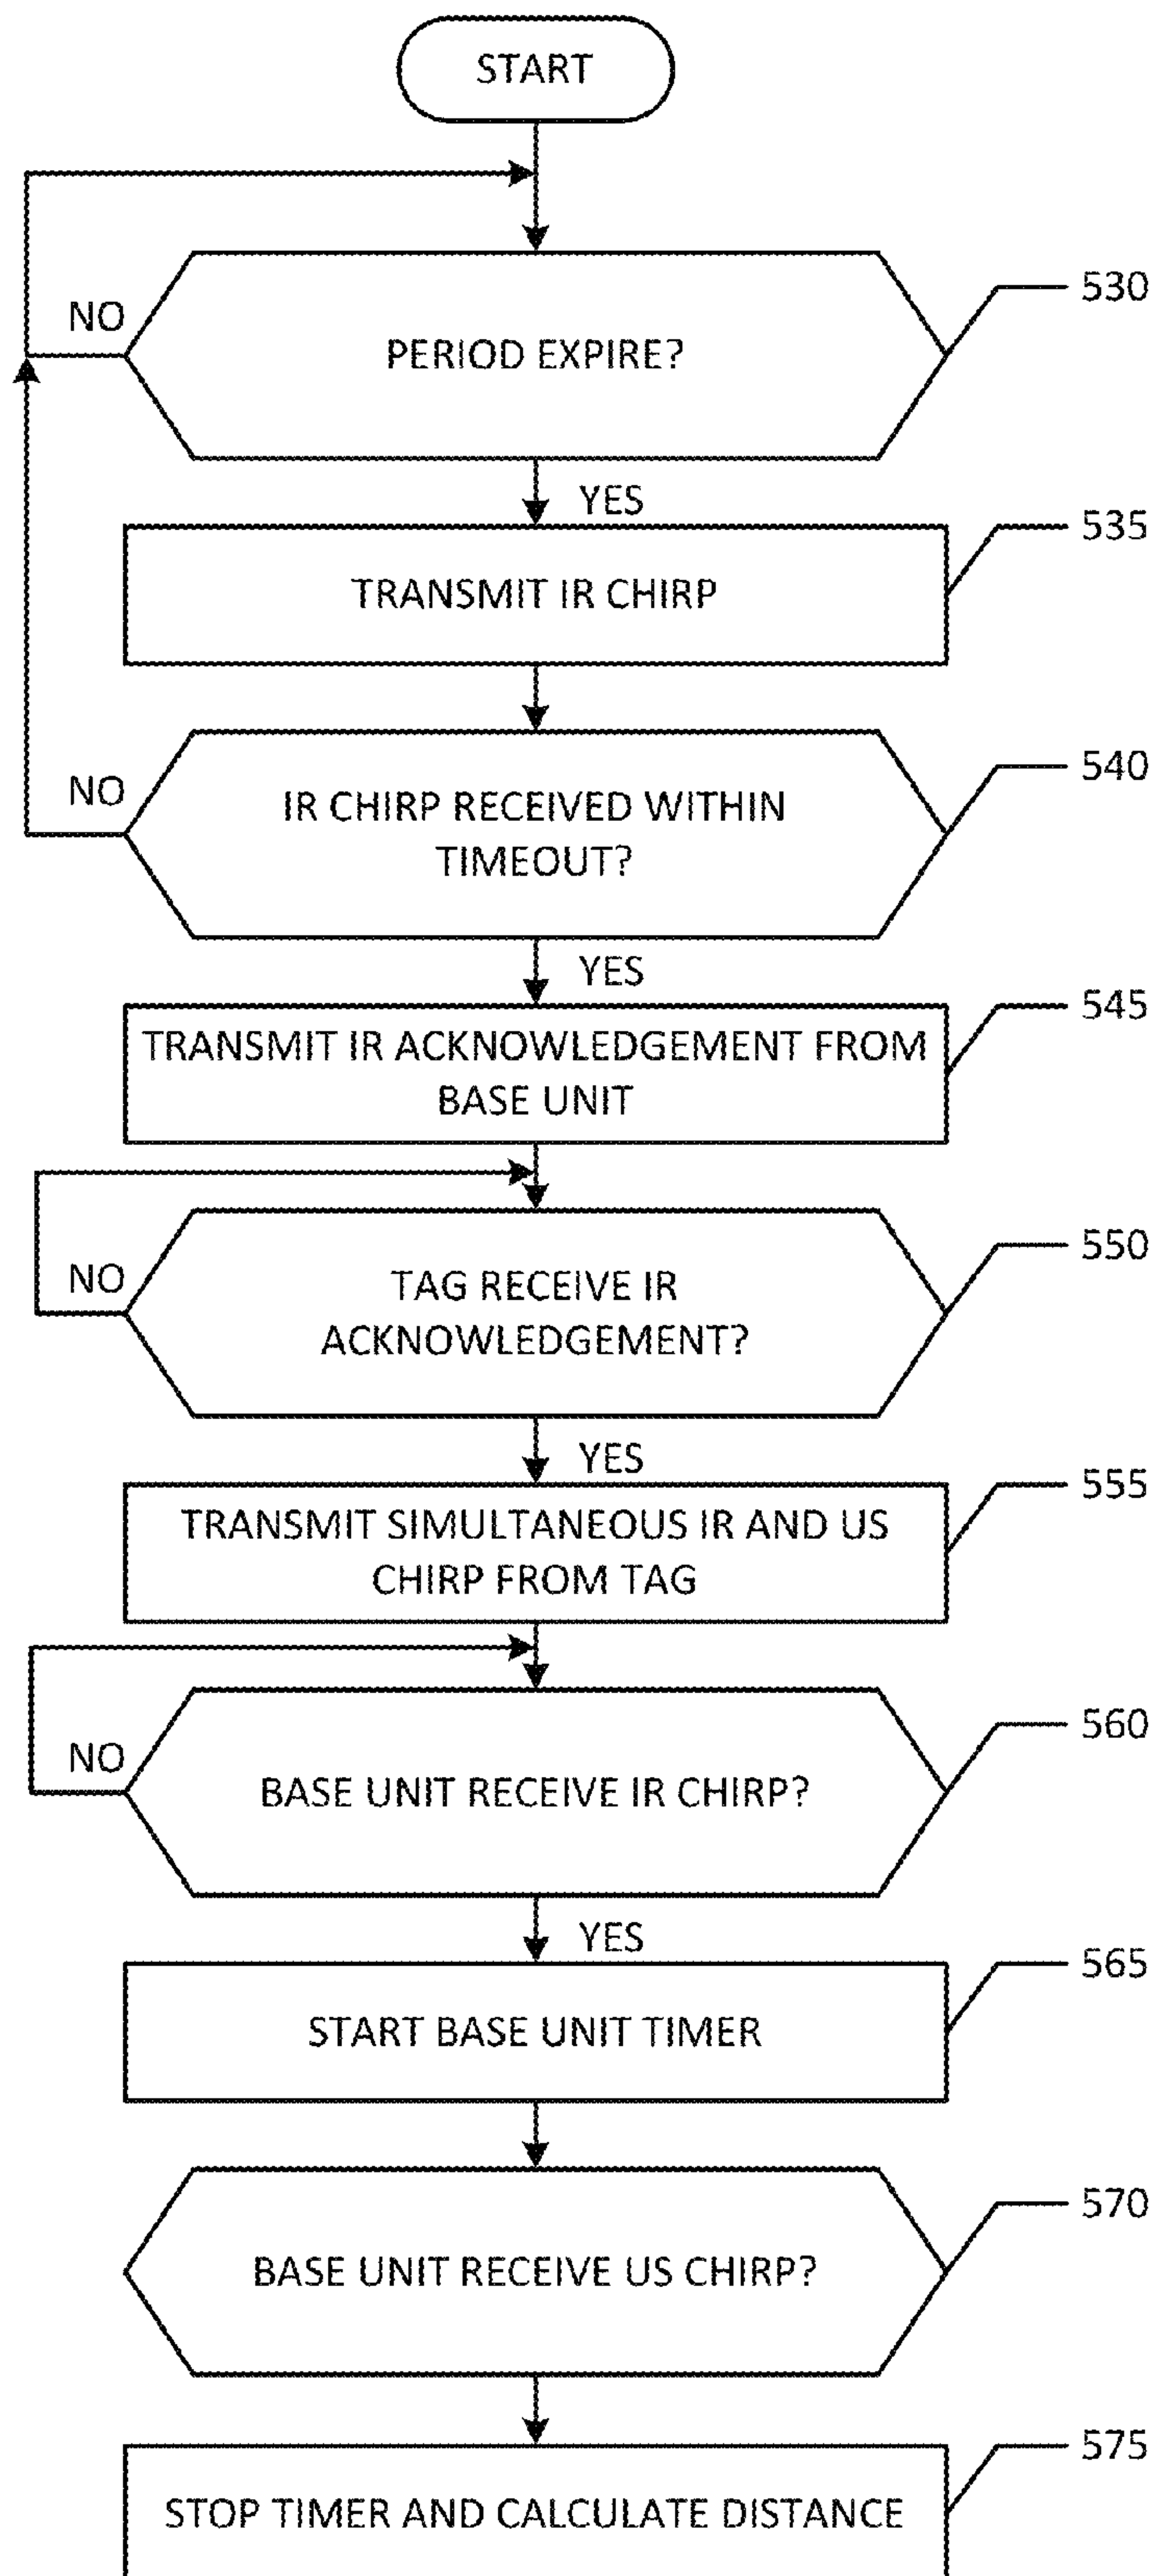 START
NO
530
PERIOD EXPIRE?
YES
535
TRANSMIT IR CHIRP
540
NO
IR CHIRP RECEIVED WITHIN
TIMEOUT?
YES
545
TRANSMIT IR ACKNOWLEDGEMENT FROM
BASE UNIT
550
NO
TAG RECEIVE IR
ACKNOWLEDGEMENT?
YES
555
TRANSMIT SIMULTANEOUS IR AND US
CHIRP FROM TAG
560
NO
BASE UNIT RECEIVE IR CHIRP?
YES
565
START BASE UNIT TIMER
570
BASE UNIT RECEIVE US CHIRP?
575
STOP TIMER AND CALCULATE DISTANCE